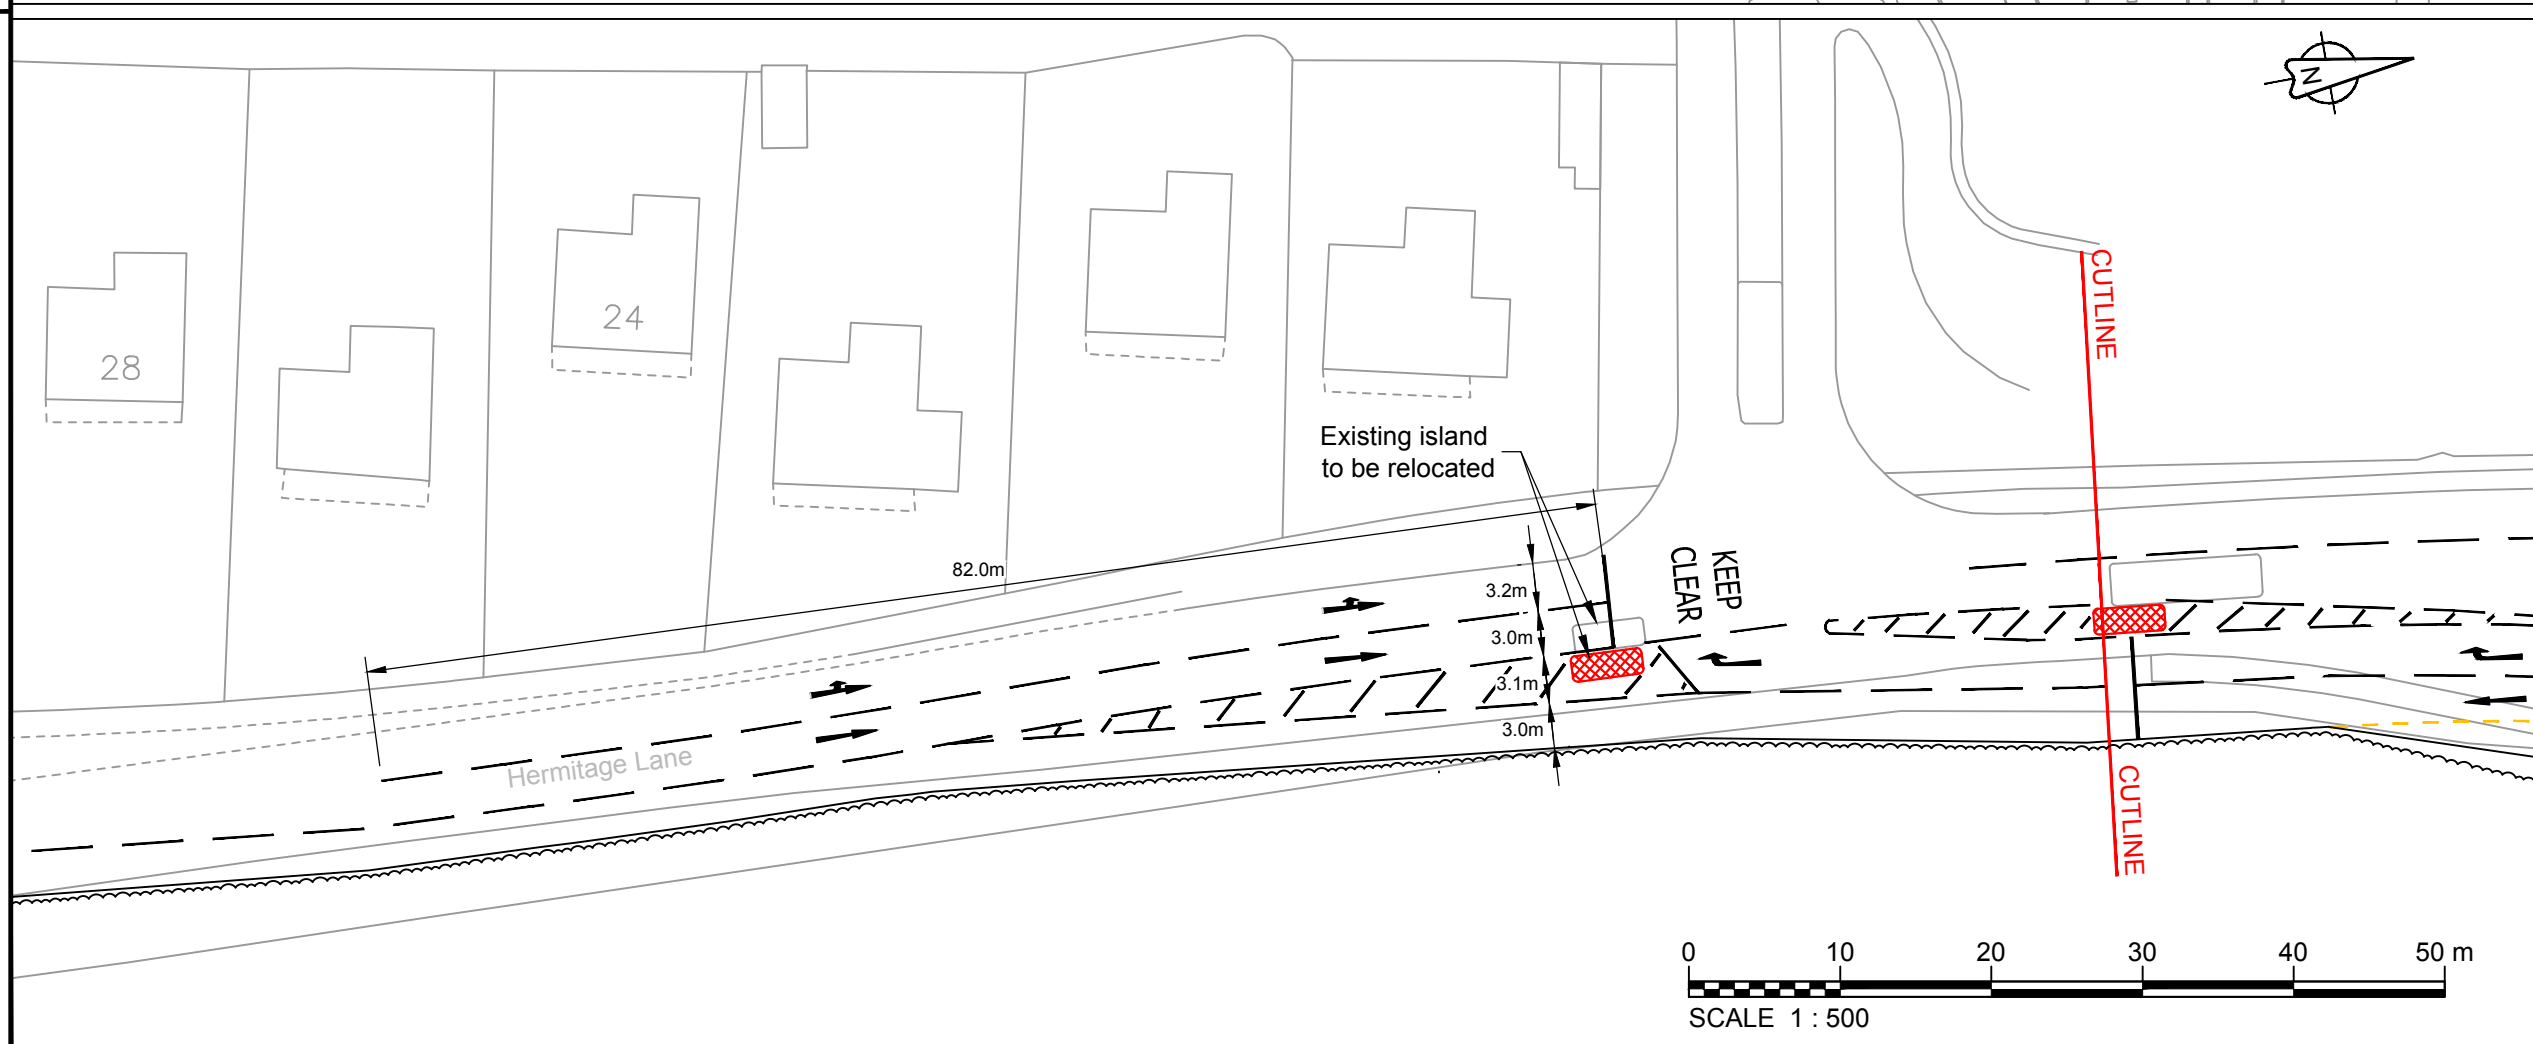 N
28
24
CUTLINE
Existing island
to be relocated
82.0m
3.2m
3.0m
3.1m
3.0m
KEEP
CLEAR
Hermitage Lane
CUTLINE
0 10 20 30 40 50 m
SCALE 1 : 500